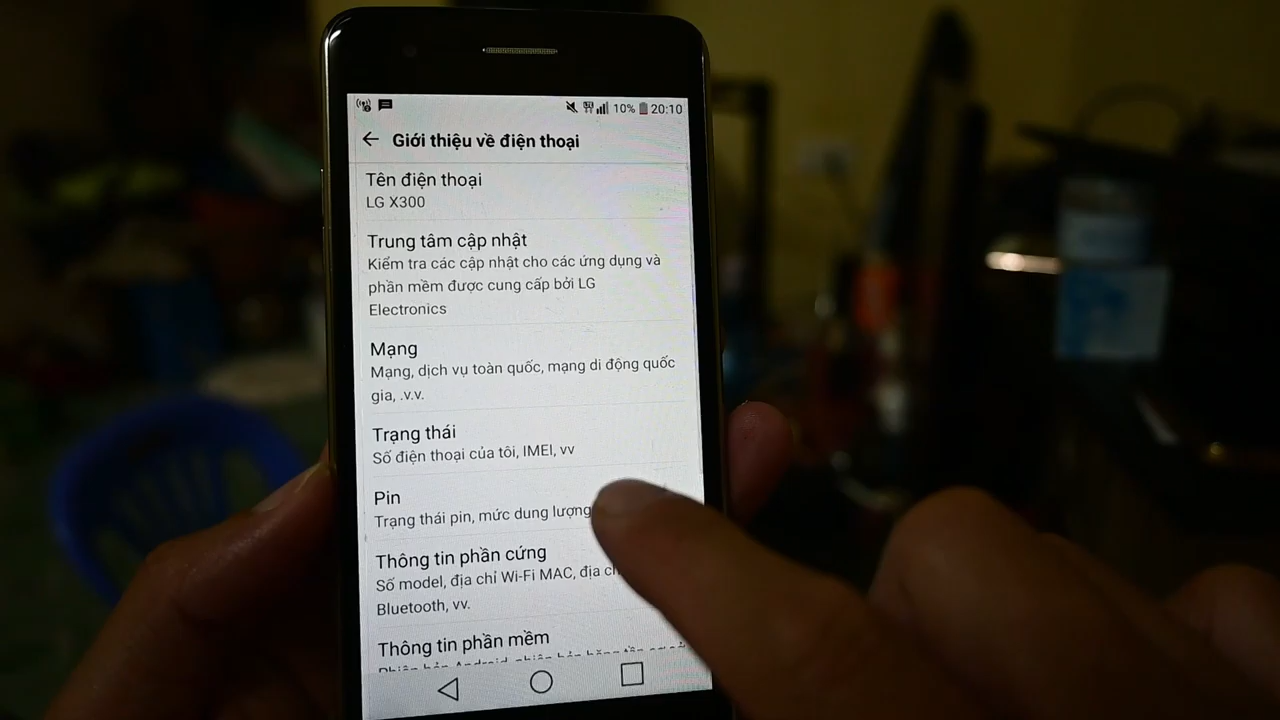 10% 20:10
Giới thiệu về điện thoại
Tên điện thoại
LG X300
Trung tâm cập nhật
Kiểm tra các cập nhật cho các ứng dụng và
phần mềm được cung cấp bởi LG
Electronics
Mạng
Mạng, dịch vụ toàn quốc, mạng di động quốc
gia, .v.v.
Trạng thái
Số điện thoại của tôi, IMEI, vv
Pin
Trạng thái pin, mức dung lượng
Thông tin phần cứng
Số model, địa chỉ Wi-Fi MAC, địa
Bluetooth, vv.
Thông tin phần mềm